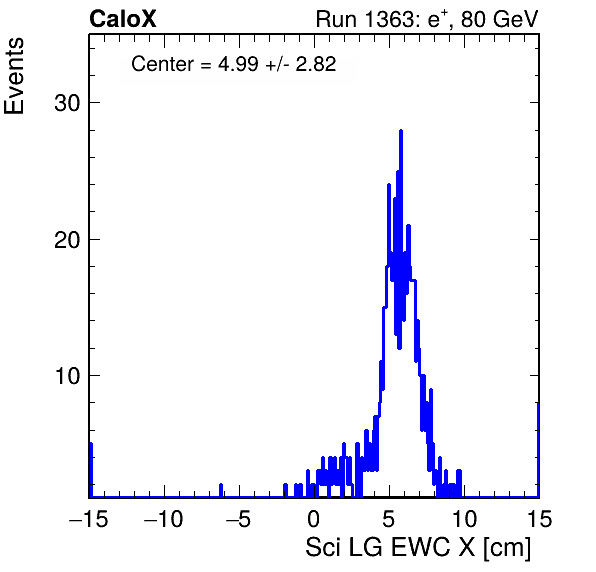 CaloX Run 1363: e+, 80 GeV
Center = 4.99 +/- 2.82
Events
30
20
10
−15 −10 −5 0 5 10 15
Sci LG EWC X [cm]